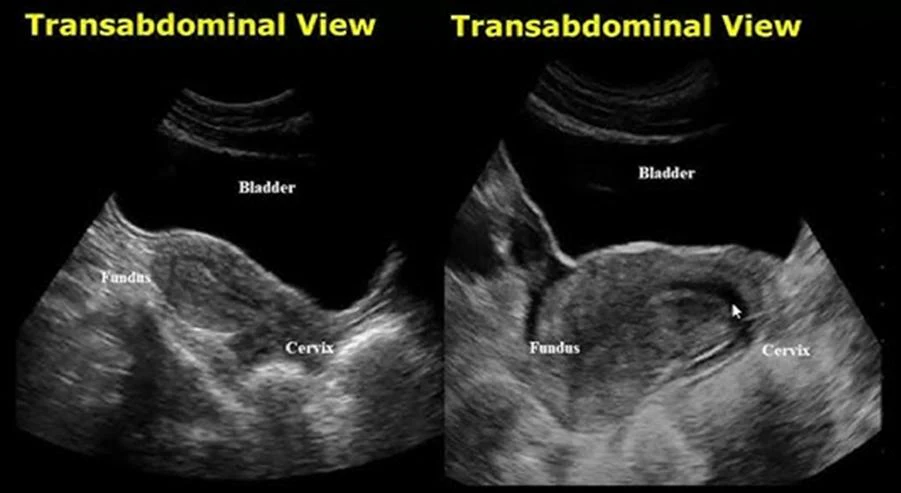 Transabdominal View
Bladder
Fundus
Cervix
Transabdominal View
Bladder
Fundus
Cervix